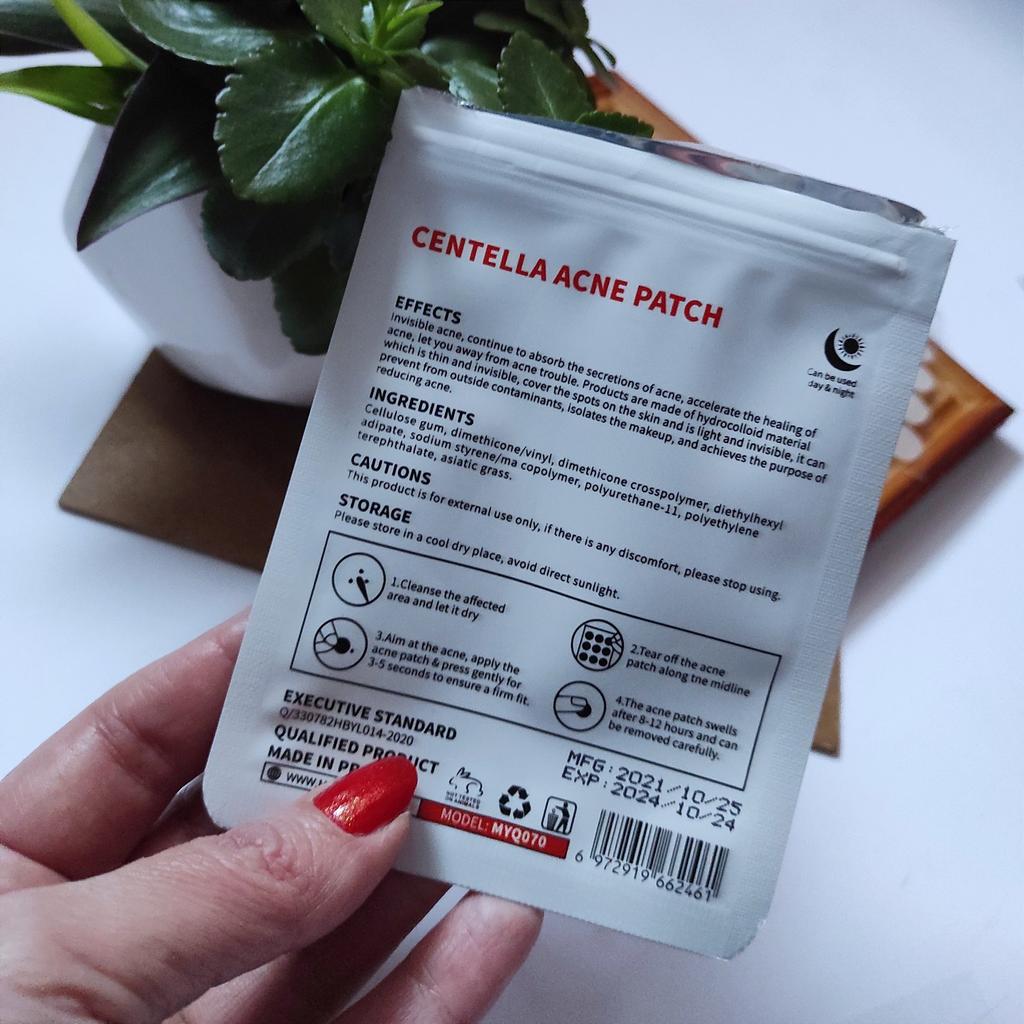 CENTELLA ACNE PATCH
EFFECTS
Invisible acne, continue to absorb the secretions of acne, accelerate the healing of
acne, let you away from acne trouble. Products are made of hydrocolloid material
which is thin and invisible, cover the spots on the skin and is light and invisible, it can
prevent from outside contaminants, isolates the makeup, and achieves the purpose of
reducing acne.
Can be used
day & night
INGREDIENTS
Cellulose gum, dimethicone/vinyl, dimethicone crosspolymer, diethylhexyl
adipate, sodium styrene/ma copolymer, polyurethane-11, polyethylene
terephthalate, asiatic grass.
CAUTIONS
This product is for external use only, if there is any discomfort, please stop using.
STORAGE
Please store in a cool dry place, avoid direct sunlight.
1.Cleanse the affected
area and let it dry
2.Tear off the acne
patch along the midline
3.Aim at the acne, apply the
acne patch & press gently for
3-5 seconds to ensure a firm fit.
4.The acne patch swells
after 8-12 hours and can
be removed carefully.
EXECUTIVE STANDARD
Q/330782HBYL014-2020
QUALIFIED PRODUCT
MADE IN
MFG:2021/10/25
EXP:2024/10/24
NOT TESTED
ON ANIMALS
MODEL: MYQ070
6 972919 662461